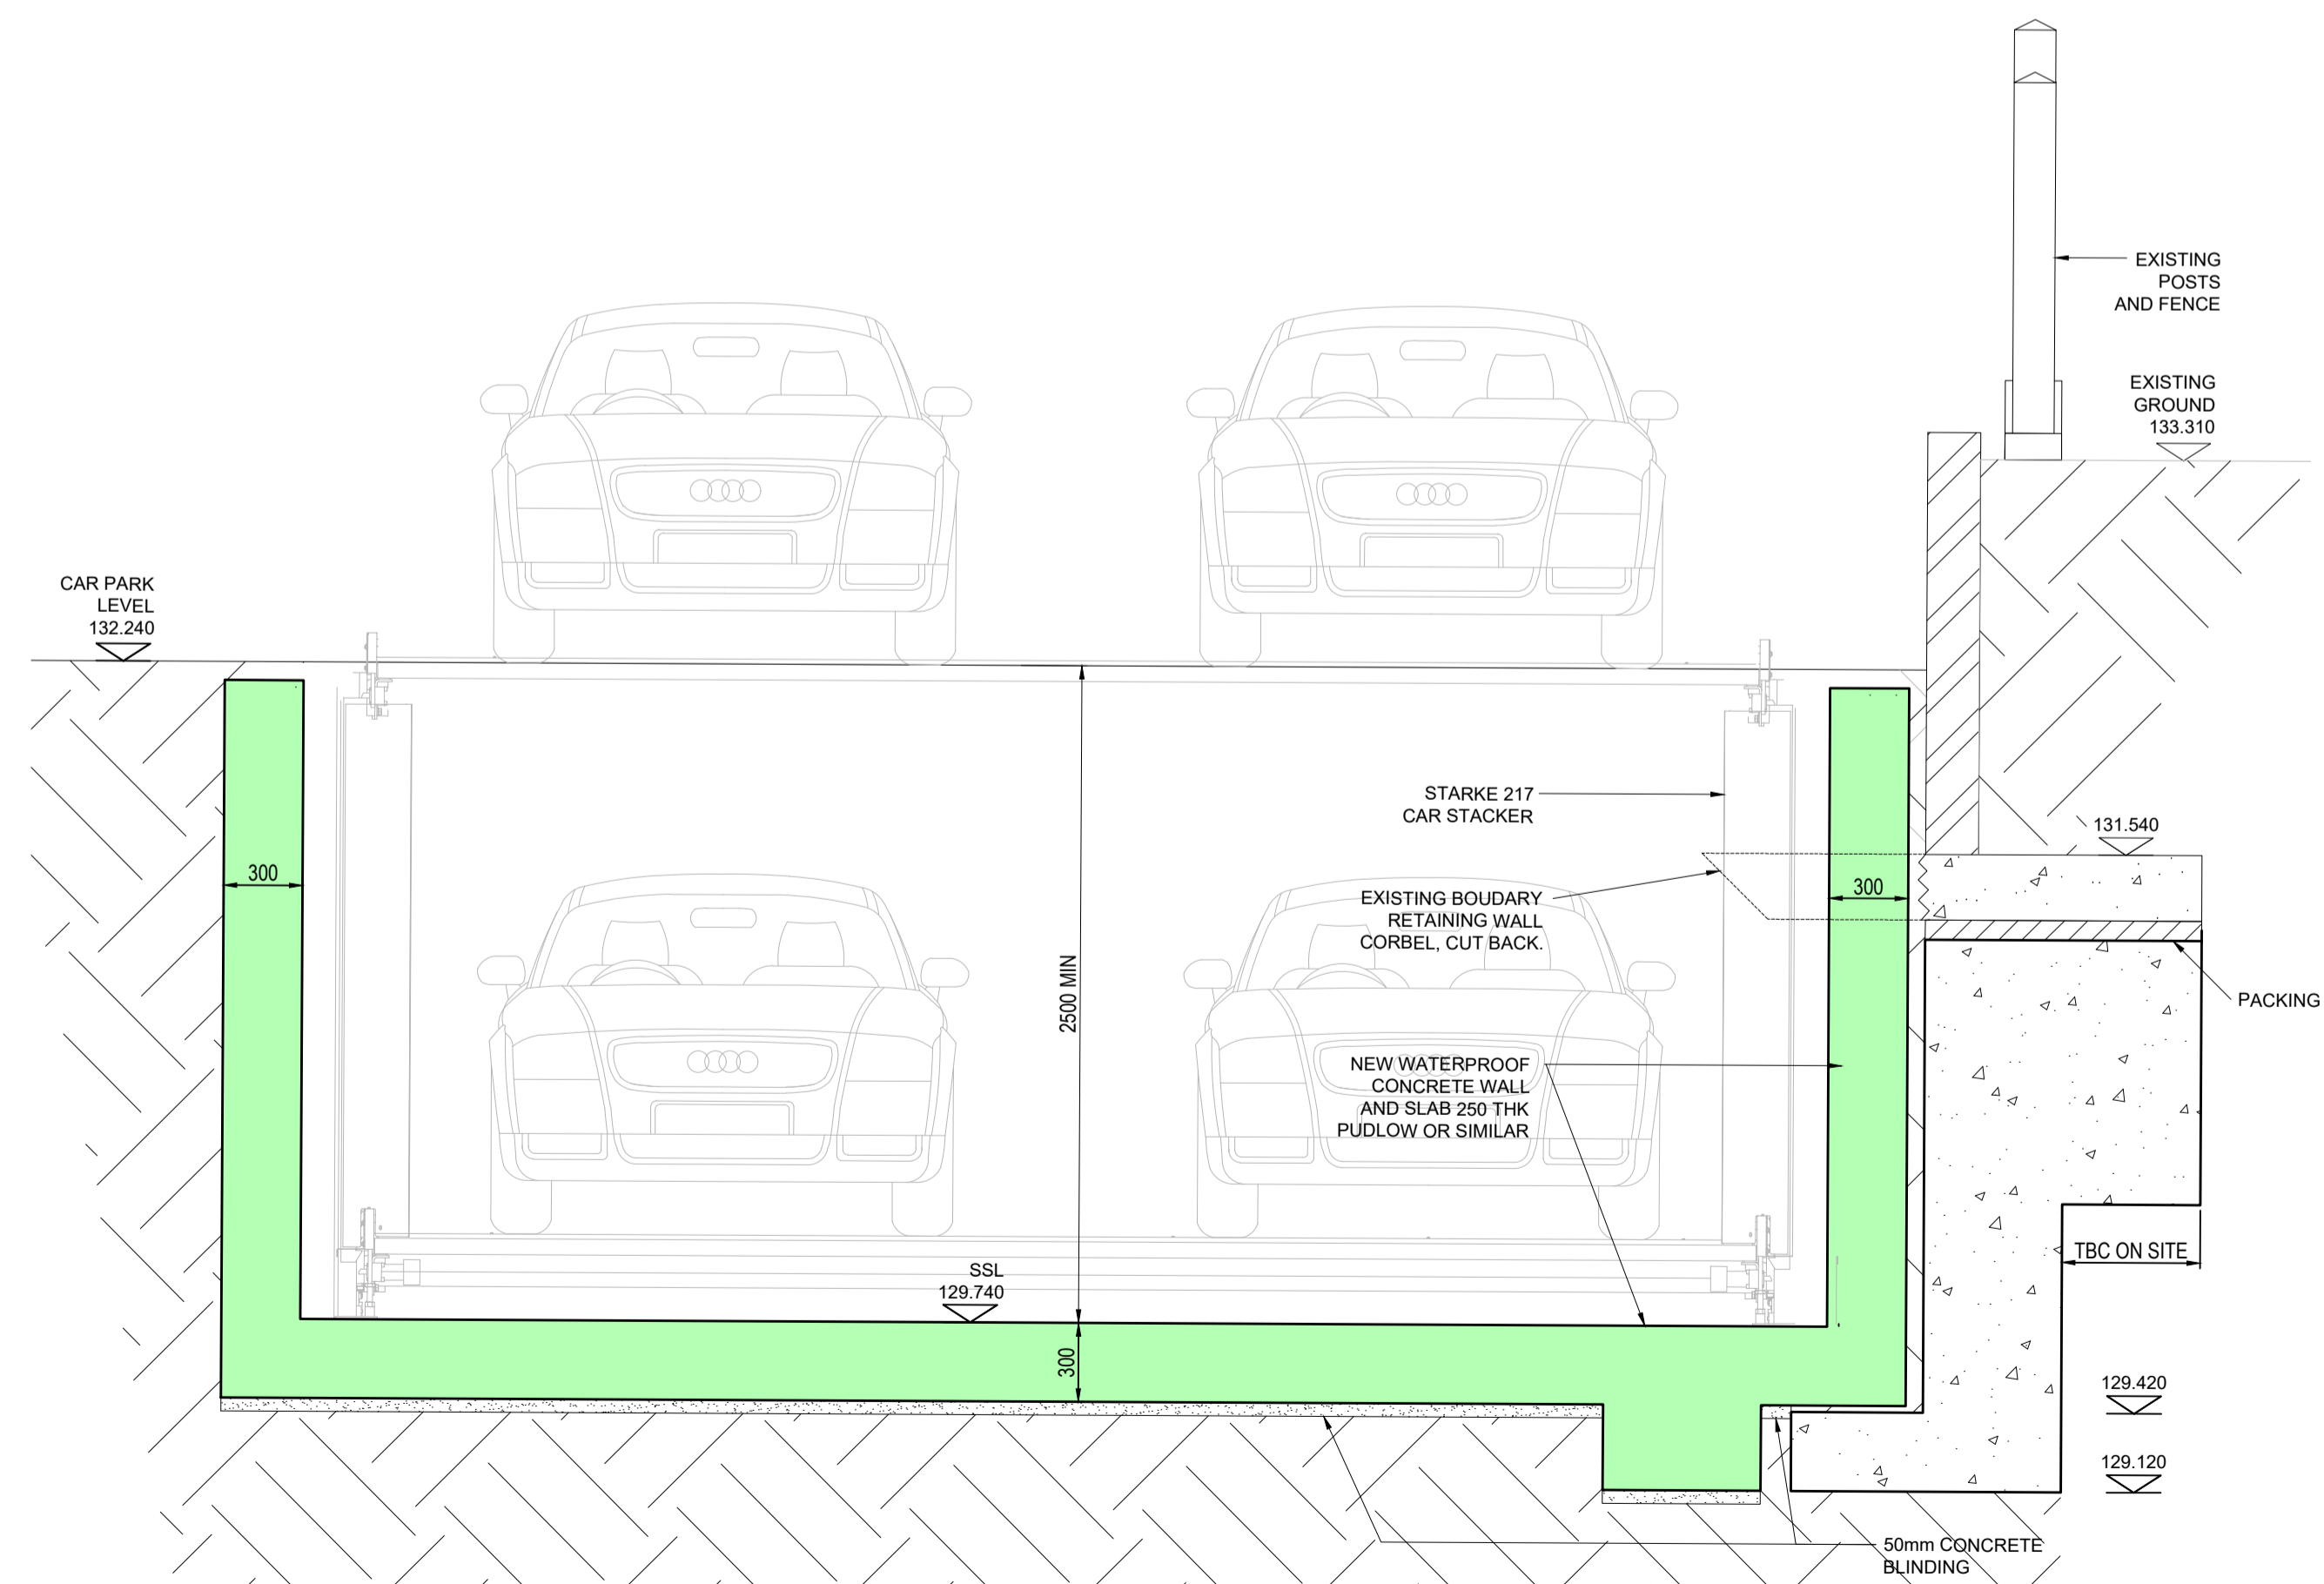 EXISTING
POSTS
AND FENCE
EXISTING
GROUND
133.310
CAR PARK
LEVEL
132.240
STARKE 217
CAR STACKER
131.540
300
300
EXISTING BOUDARY
RETAINING WALL
CORBEL, CUT BACK.
2500 MIN
PACKING
NEW WATERPROOF
CONCRETE WALL
AND SLAB 250 THK
PUDLOW OR SIMILAR
TBC ON SITE
SSL
129.740
300
129.420
129.120
50mm CONCRETE
BLINDING